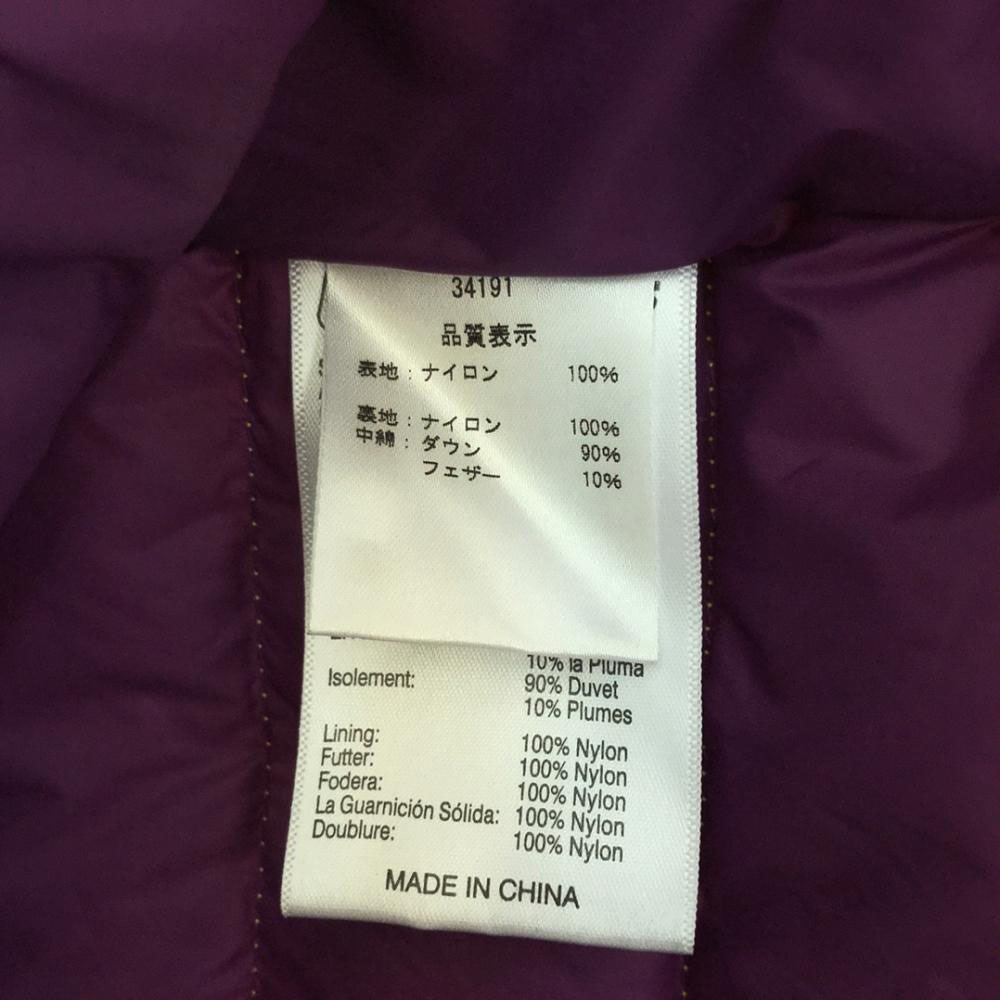 34191
品質表示
表地：ナイロン 100%
裏地：ナイロン 100%
中綿：ダウン 90%
フェザー 10%
10% la Pluma
Isolement: 90% Duvet
10% Plumes
Lining: 100% Nylon
Futter: 100% Nylon
Fodera: 100% Nylon
La Guarnición Sólida: 100% Nylon
Doublure: 100% Nylon
MADE IN CHINA